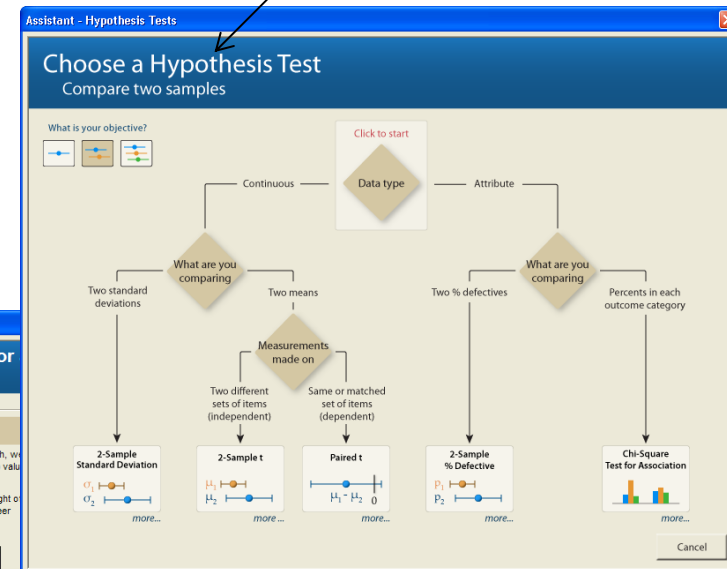 Assistant - Hypothesis Tests
Choose a Hypothesis Test
Compare two samples
What is your objective?
Click to start
Data type
Continuous
Attribute
What are you
comparing
What are you
comparing
Two standard
deviations
Two means
Two % defectives
Percents in each
outcome category
Measurements
made on
Two different
sets of items
(independent)
Same or matched
set of items
(dependent)
2-Sample
Standard Deviation
σ1
σ2
more...
2-Sample t
μ1
μ2
more...
Paired t
μ1 - μ2 0
more...
2-Sample
% Defective
p1
p2
more...
Chi-Square
Test for Association
more...
Cancel
or